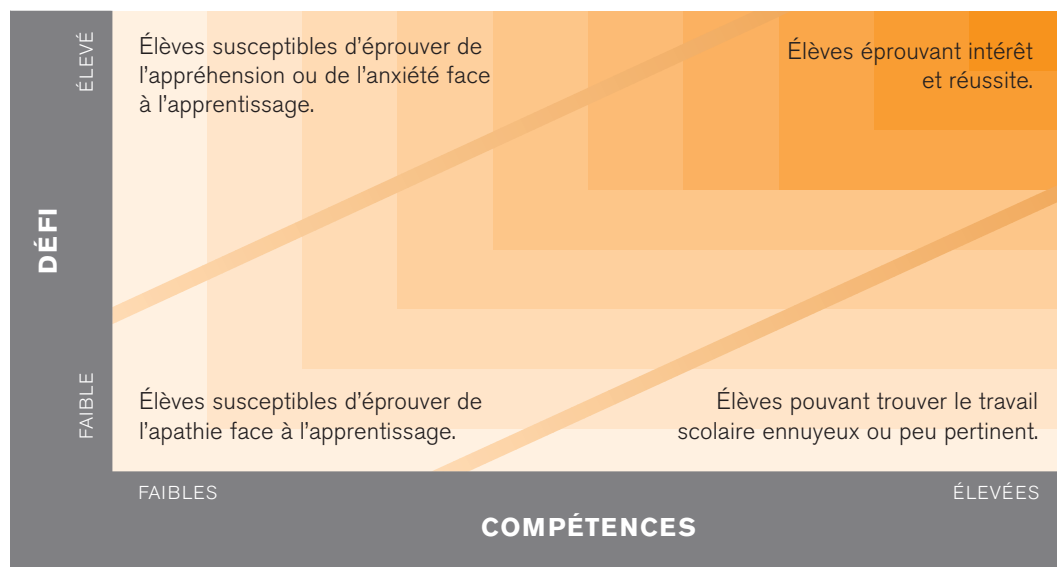 ÉLEVÉ
Élèves susceptibles d’éprouver de
l’appréhension ou de l’anxiété face
à l’apprentissage.
Élèves éprouvant intérêt
et réussite.
DÉFI
FAIBLE
Élèves susceptibles d’éprouver de
l’apathie face à l’apprentissage.
Élèves pouvant trouver le travail
scolaire ennuyeux ou peu pertinent.
FAIBLES
ÉLEVÉES
COMPÉTENCES